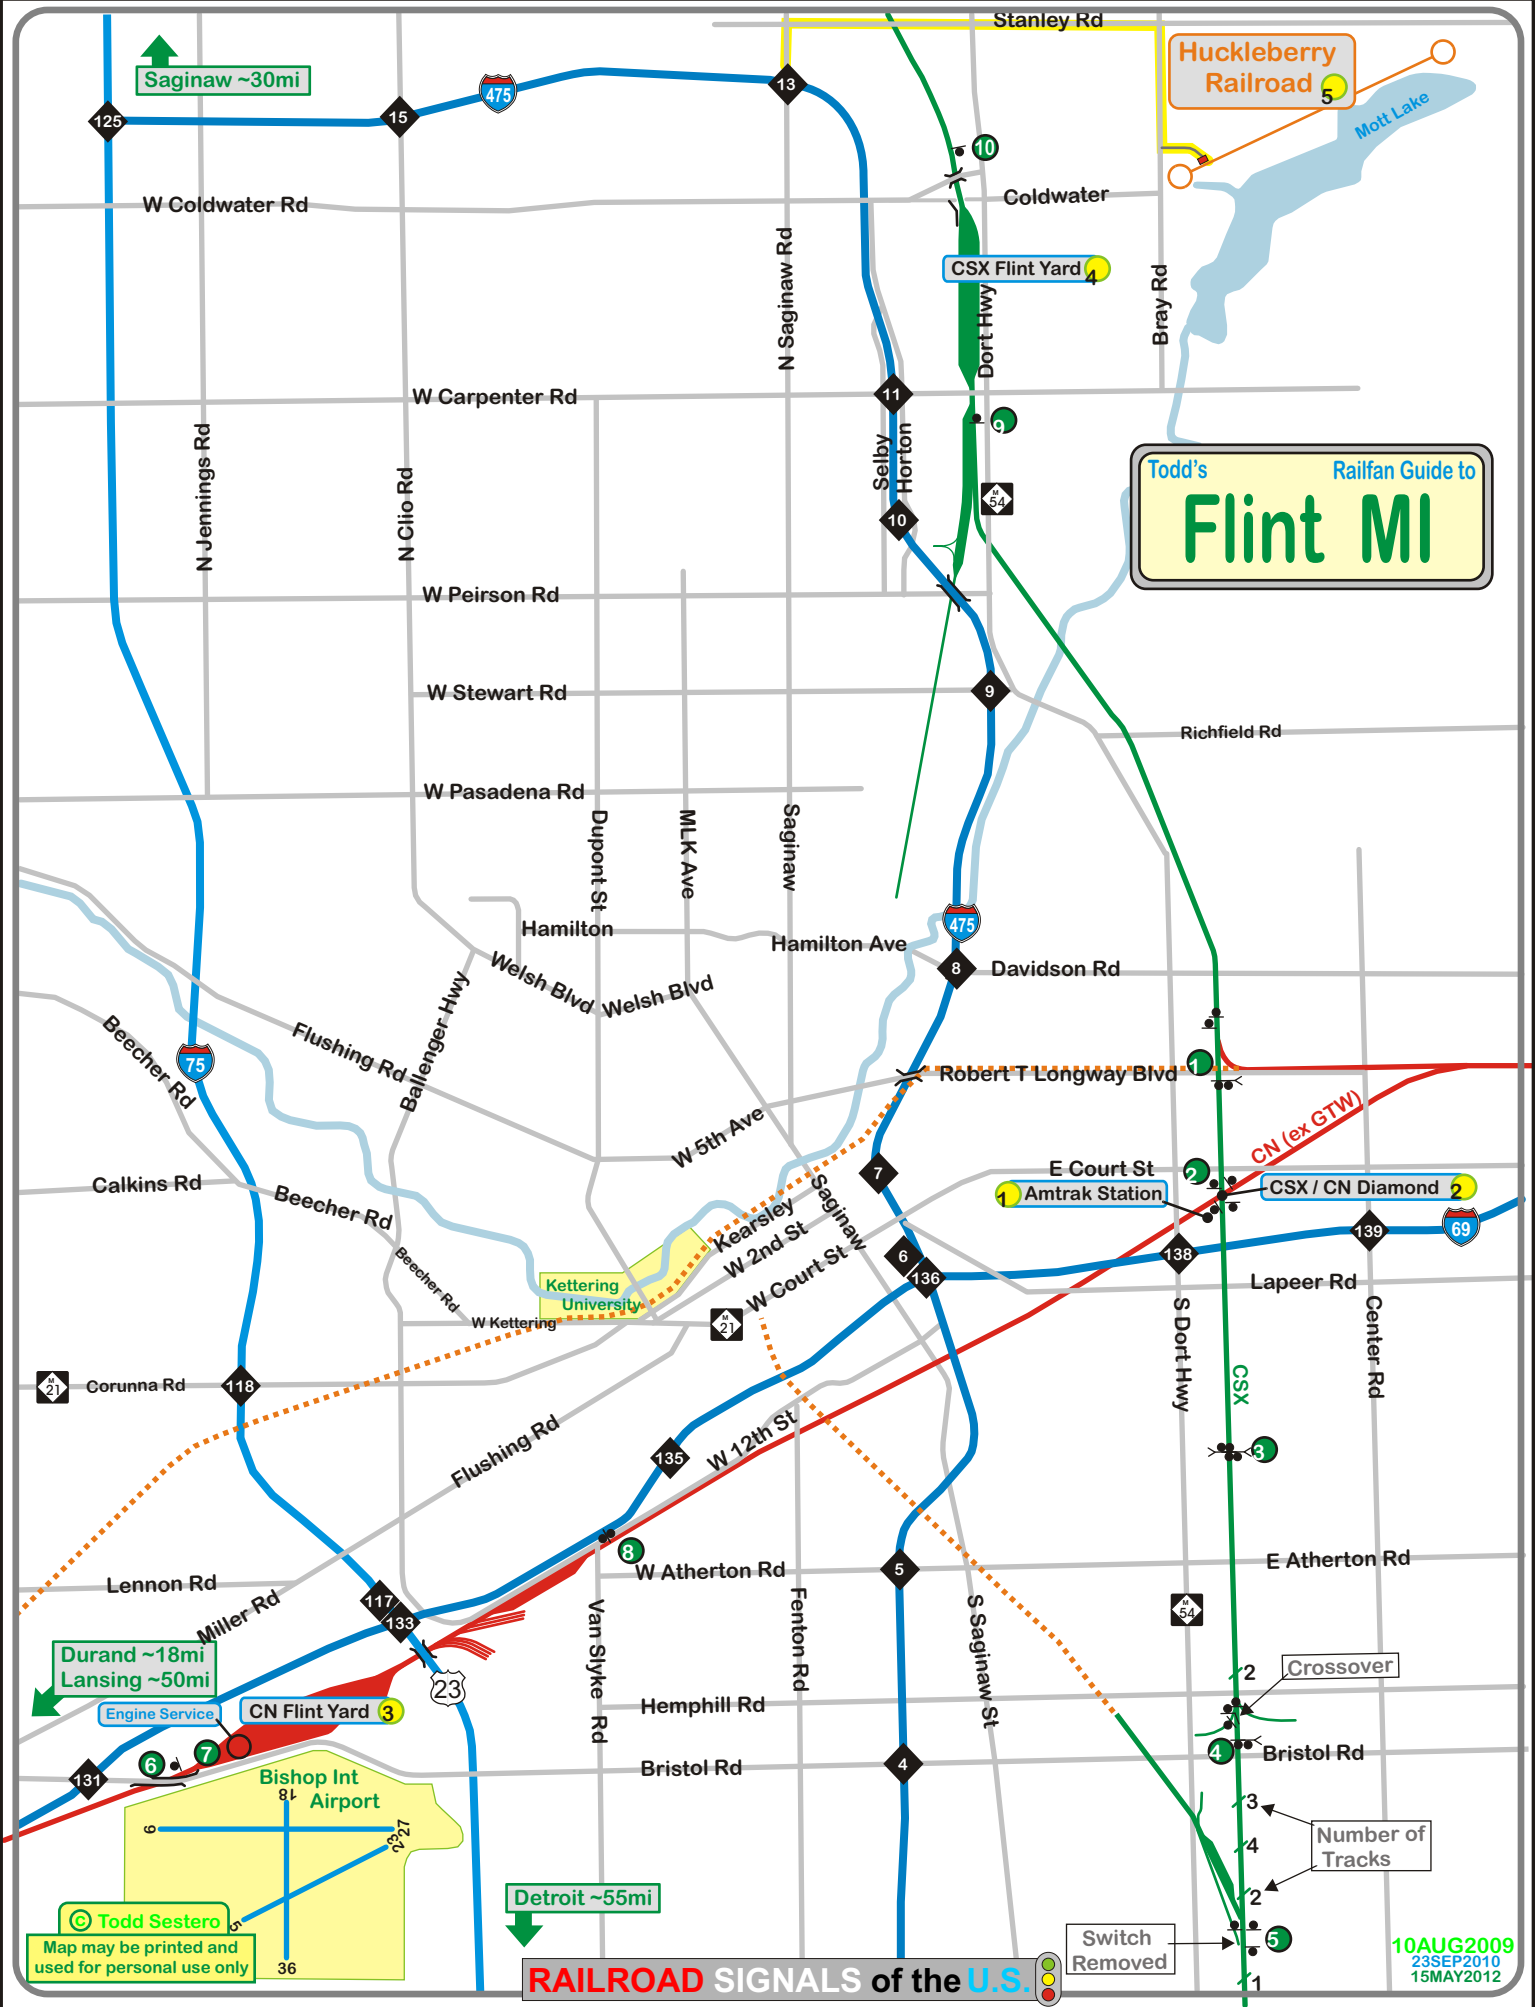 Stanley Rd
Saginaw ~30mi
475
13
15
125
Huckleberry
Railroad
5
Mott Lake
10
W Coldwater Rd
Coldwater
N Saginaw Rd
CSX Flint Yard
4
Dort Hwy
Bray Rd
W Carpenter Rd
11
9
N Jennings Rd
N Clio Rd
Selby
Horton
M
54
10
Todd's
Railfan Guide to
Flint MI
W Peirson Rd
W Stewart Rd
9
Richfield Rd
W Pasadena Rd
Dupont St
MLK Ave
Saginaw
Hamilton
Hamilton Ave
475
8
Davidson Rd
Welsh Blvd
Welsh Blvd
Ballenger Hwy
Flushing Rd
Beecher Rd
75
1
Robert T Longway Blvd
CN (ex GTW)
W 5th Ave
7
E Court St
2
Calkins Rd
Beecher Rd
1
Amtrak Station
CSX / CN Diamond
2
Saginaw
Kearsley
W 2nd St
W Court St
6
136
138
139
69
Beecher Rd
Kettering
University
W Kettering
M
21
Lapeer Rd
S Dort Hwy
Center Rd
CSX
M
21
Corunna Rd
118
Flushing Rd
135
W 12th St
3
8
Lennon Rd
Miller Rd
117
133
W Atherton Rd
5
E Atherton Rd
M
54
Van Slyke Rd
Fenton Rd
S Saginaw St
Durand ~18mi
Lansing ~50mi
23
2
Crossover
Engine Service
CN Flint Yard
3
Hemphill Rd
6
7
131
Bristol Rd
4
4
Bristol Rd
Bishop Int
Airport
18
9
27
23
5
36
3
4
2
Number of
Tracks
Detroit ~55mi
© Todd Sestero
Map may be printed and
used for personal use only
Switch
Removed
5
1
10AUG2009
23SEP2010
15MAY2012
RAILROAD SIGNALS of the U.S.